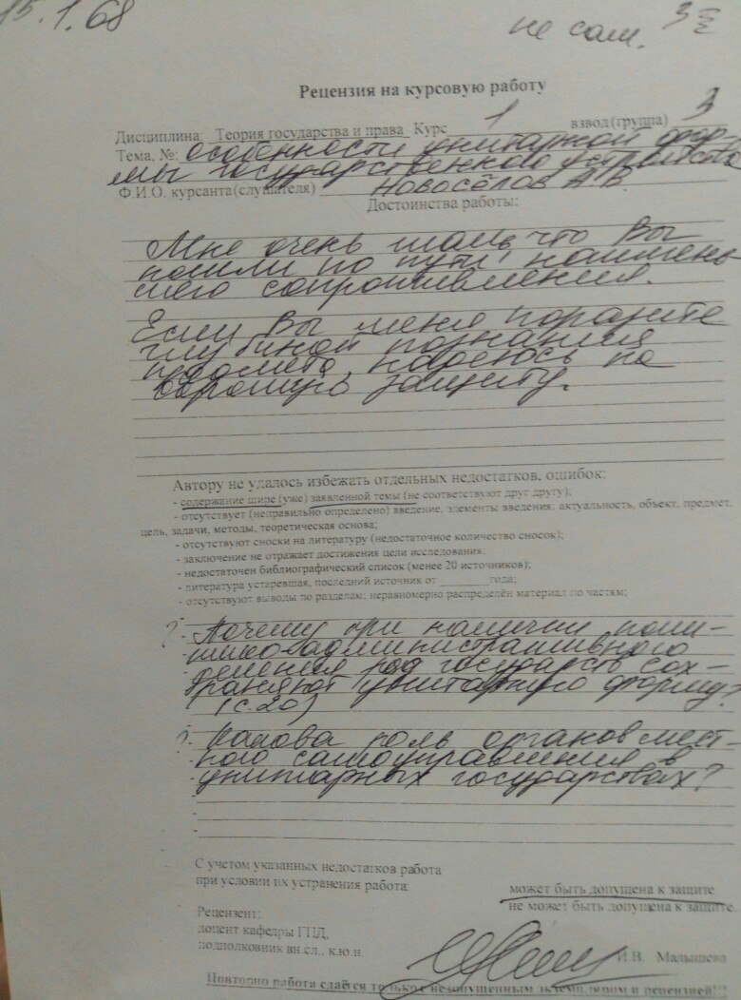 15.1.68
не сам. 3
Рецензия на курсовую работу
Дисциплина: Теория государства и права Курс 1 взвод (группа) 3
Тема, №: Особенности унитарной фор-
мы государственного устройства
Ф.И.О. курсанта (слушателя) Новосёлов А.В.
Достоинства работы:
Мне очень жаль, что Вы
пошли по пути наимень
шего сопротивления.
Если Вы меня поразите
глубиной познания
предмета, надеюсь на
хорошую защиту.
Автору не удалось избежать отдельных недостатков, ошибок:
- содержание шире (уже) заявленной темы (не соответствуют друг другу);
- отсутствует (неправильно определено) введение, элементы введения: актуальность, объект, предмет,
цель, задачи, методы, теоретическая основа;
- отсутствуют сноски на литературу (недостаточное количество сносок);
- заключение не отражает достижения цели исследования;
- недостаточен библиографический список (менее 20 источников);
- литература устаревшая, последний источник от ______ года;
- отсутствуют выводы по разделам; неравномерно распределён материал по частям;
? Почему при наличии поли-
тико-административного
деления ряд государств сох-
раняют унитарную форму?
(с.20)
? Какова роль органов мест-
ного самоуправления в
унитарных государствах?
С учетом указанных недостатков работа
при условии их устранения работа
может быть допущена к защите
не может быть допущена к защите
Рецензент:
доцент кафедры ГПД,
подполковник вн.сл., к.ю.н.
И.В. Малышева
Повторно работа сдаётся только с недопущенным экземпляром и рецензией!!!